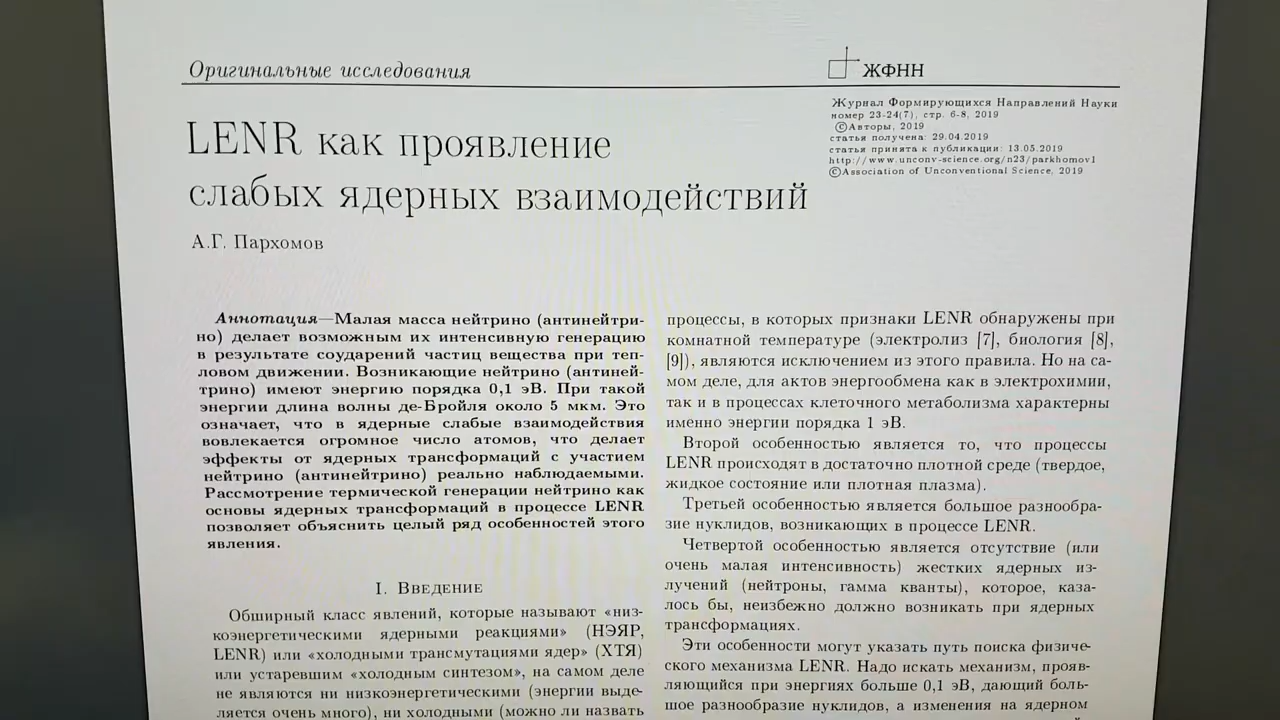 Оригинальные исследования
ЖФНН
Журнал Формирующихся Направлений Науки
номер 23-24(7), стр. 6-8, 2019
©Авторы, 2019
статья получена: 29.04.2019
статья принята к публикации: 13.05.2019
http://www.unconv-science.org/n23/parkhomov1
©Association of Unconventional Science, 2019
LENR как проявление
слабых ядерных взаимодействий
А.Г. Пархомов
Аннотация—Малая масса нейтрино (антинейтри-
но) делает возможным их интенсивную генерацию
в результате соударений частиц вещества при теп-
ловом движении. Возникающие нейтрино (антиней-
трино) имеют энергию порядка 0,1 эВ. При такой
энергии длина волны де-Бройля около 5 мкм. Это
означает, что в ядерные слабые взаимодействия
вовлекается огромное число атомов, что делает
эффекты от ядерных трансформаций с участием
нейтрино (антинейтрино) реально наблюдаемыми.
Рассмотрение термической генерации нейтрино как
основы ядерных трансформаций в процессе LENR
позволяет объяснить целый ряд особенностей этого
явления.
I. Введение
Обширный класс явлений, которые называют «низ-
коэнергетическими ядерными реакциями» (НЭЯР,
LENR) или «холодными трансмутациями ядер» (ХТЯ)
или устаревшим «холодным синтезом», на самом деле
не являются ни низкоэнергетическими (энергии выде-
ляется очень много), ни холодными (можно ли назвать
процессы, в которых признаки LENR обнаружены при
комнатной температуре (электролиз [7], биология [8],
[9]), являются исключением из этого правила. Но на са-
мом деле, для актов энергообмена как в электрохимии,
так и в процессах клеточного метаболизма характерны
именно энергии порядка 1 эВ.
Второй особенностью является то, что процессы
LENR происходят в достаточно плотной среде (твердое,
жидкое состояние или плотная плазма).
Третьей особенностью является большое разнообра-
зие нуклидов, возникающих в процессе LENR.
Четвертой особенностью является отсутствие (или
очень малая интенсивность) жестких ядерных из-
лучений (нейтроны, гамма кванты), которое, каза-
лось бы, неизбежно должно возникать при ядерных
трансформациях.
Эти особенности могут указать путь поиска физиче-
ского механизма LENR. Надо искать механизм, прояв-
ляющийся при энергиях больше 0,1 эВ, дающий боль-
шое разнообразие нуклидов, а изменения на ядерном